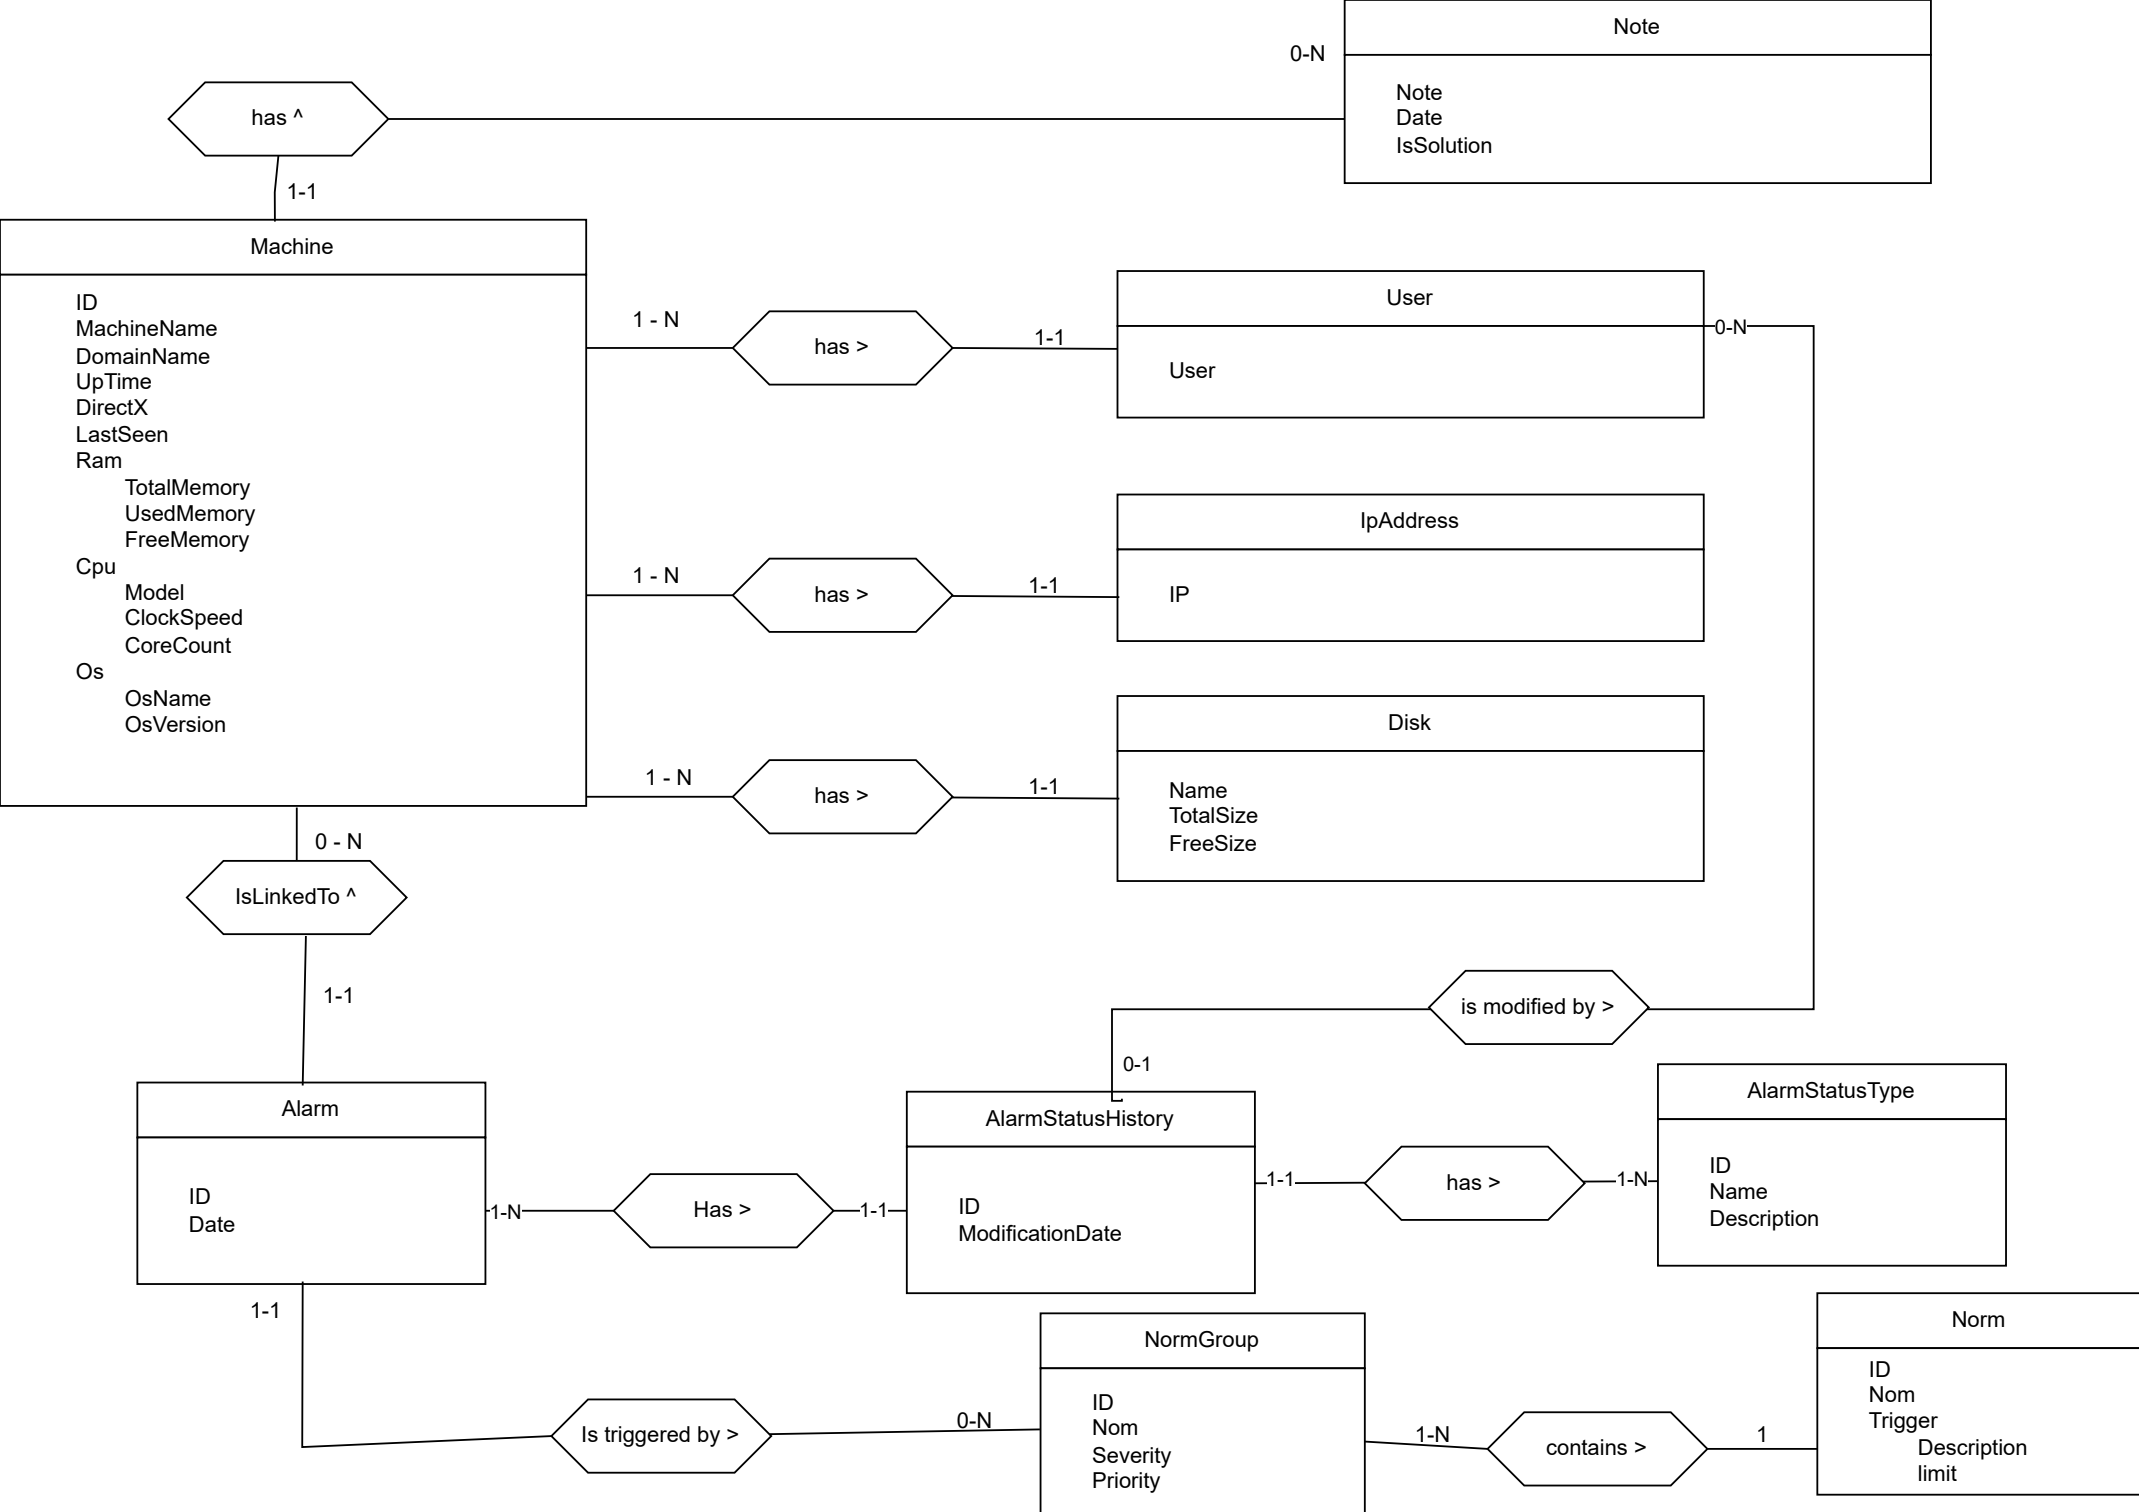 Note
0-N
Note
Date
IsSolution
has ^
1-1
Machine
ID
MachineName
DomainName
UpTime
DirectX
LastSeen
Ram
TotalMemory
UsedMemory
FreeMemory
Cpu
Model
ClockSpeed
CoreCount
Os
OsName
OsVersion
1 - N
has >
1-1
User
User
0-N
1 - N
has >
1-1
IpAddress
IP
1 - N
has >
1-1
Disk
Name
TotalSize
FreeSize
0 - N
IsLinkedTo ^
1-1
is modified by >
0-1
Alarm
ID
Date
1-N
Has >
1-1
AlarmStatusHistory
ID
ModificationDate
1-1
has >
1-N
AlarmStatusType
ID
Name
Description
1-1
Is triggered by >
0-N
NormGroup
ID
Nom
Severity
Priority
1-N
contains >
1
Norm
ID
Nom
Trigger
Description
limit